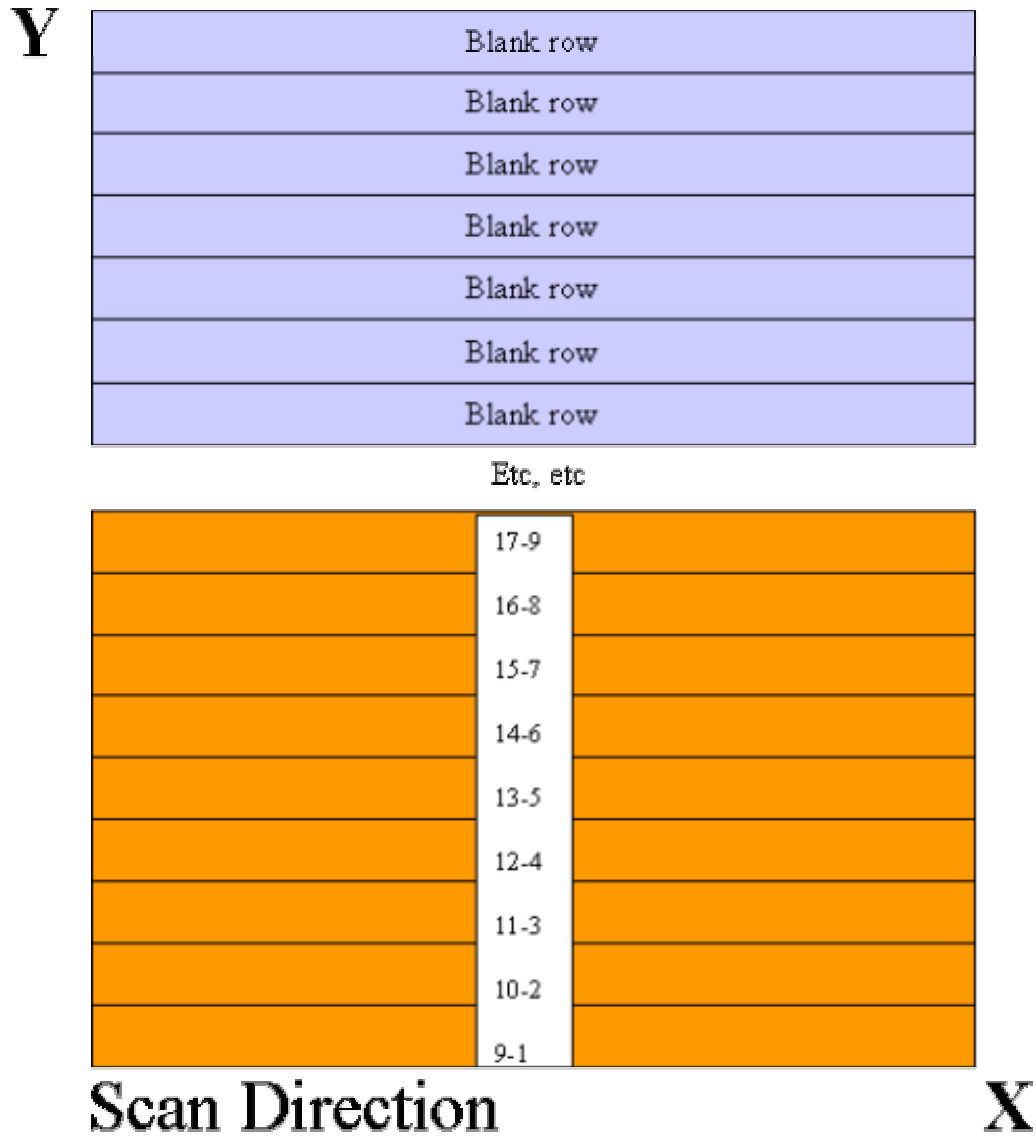 Y
Blank row
Blank row
Blank row
Blank row
Blank row
Blank row
Blank row
Etc, etc
17-9
16-8
15-7
14-6
13-5
12-4
11-3
10-2
9-1
Scan Direction X